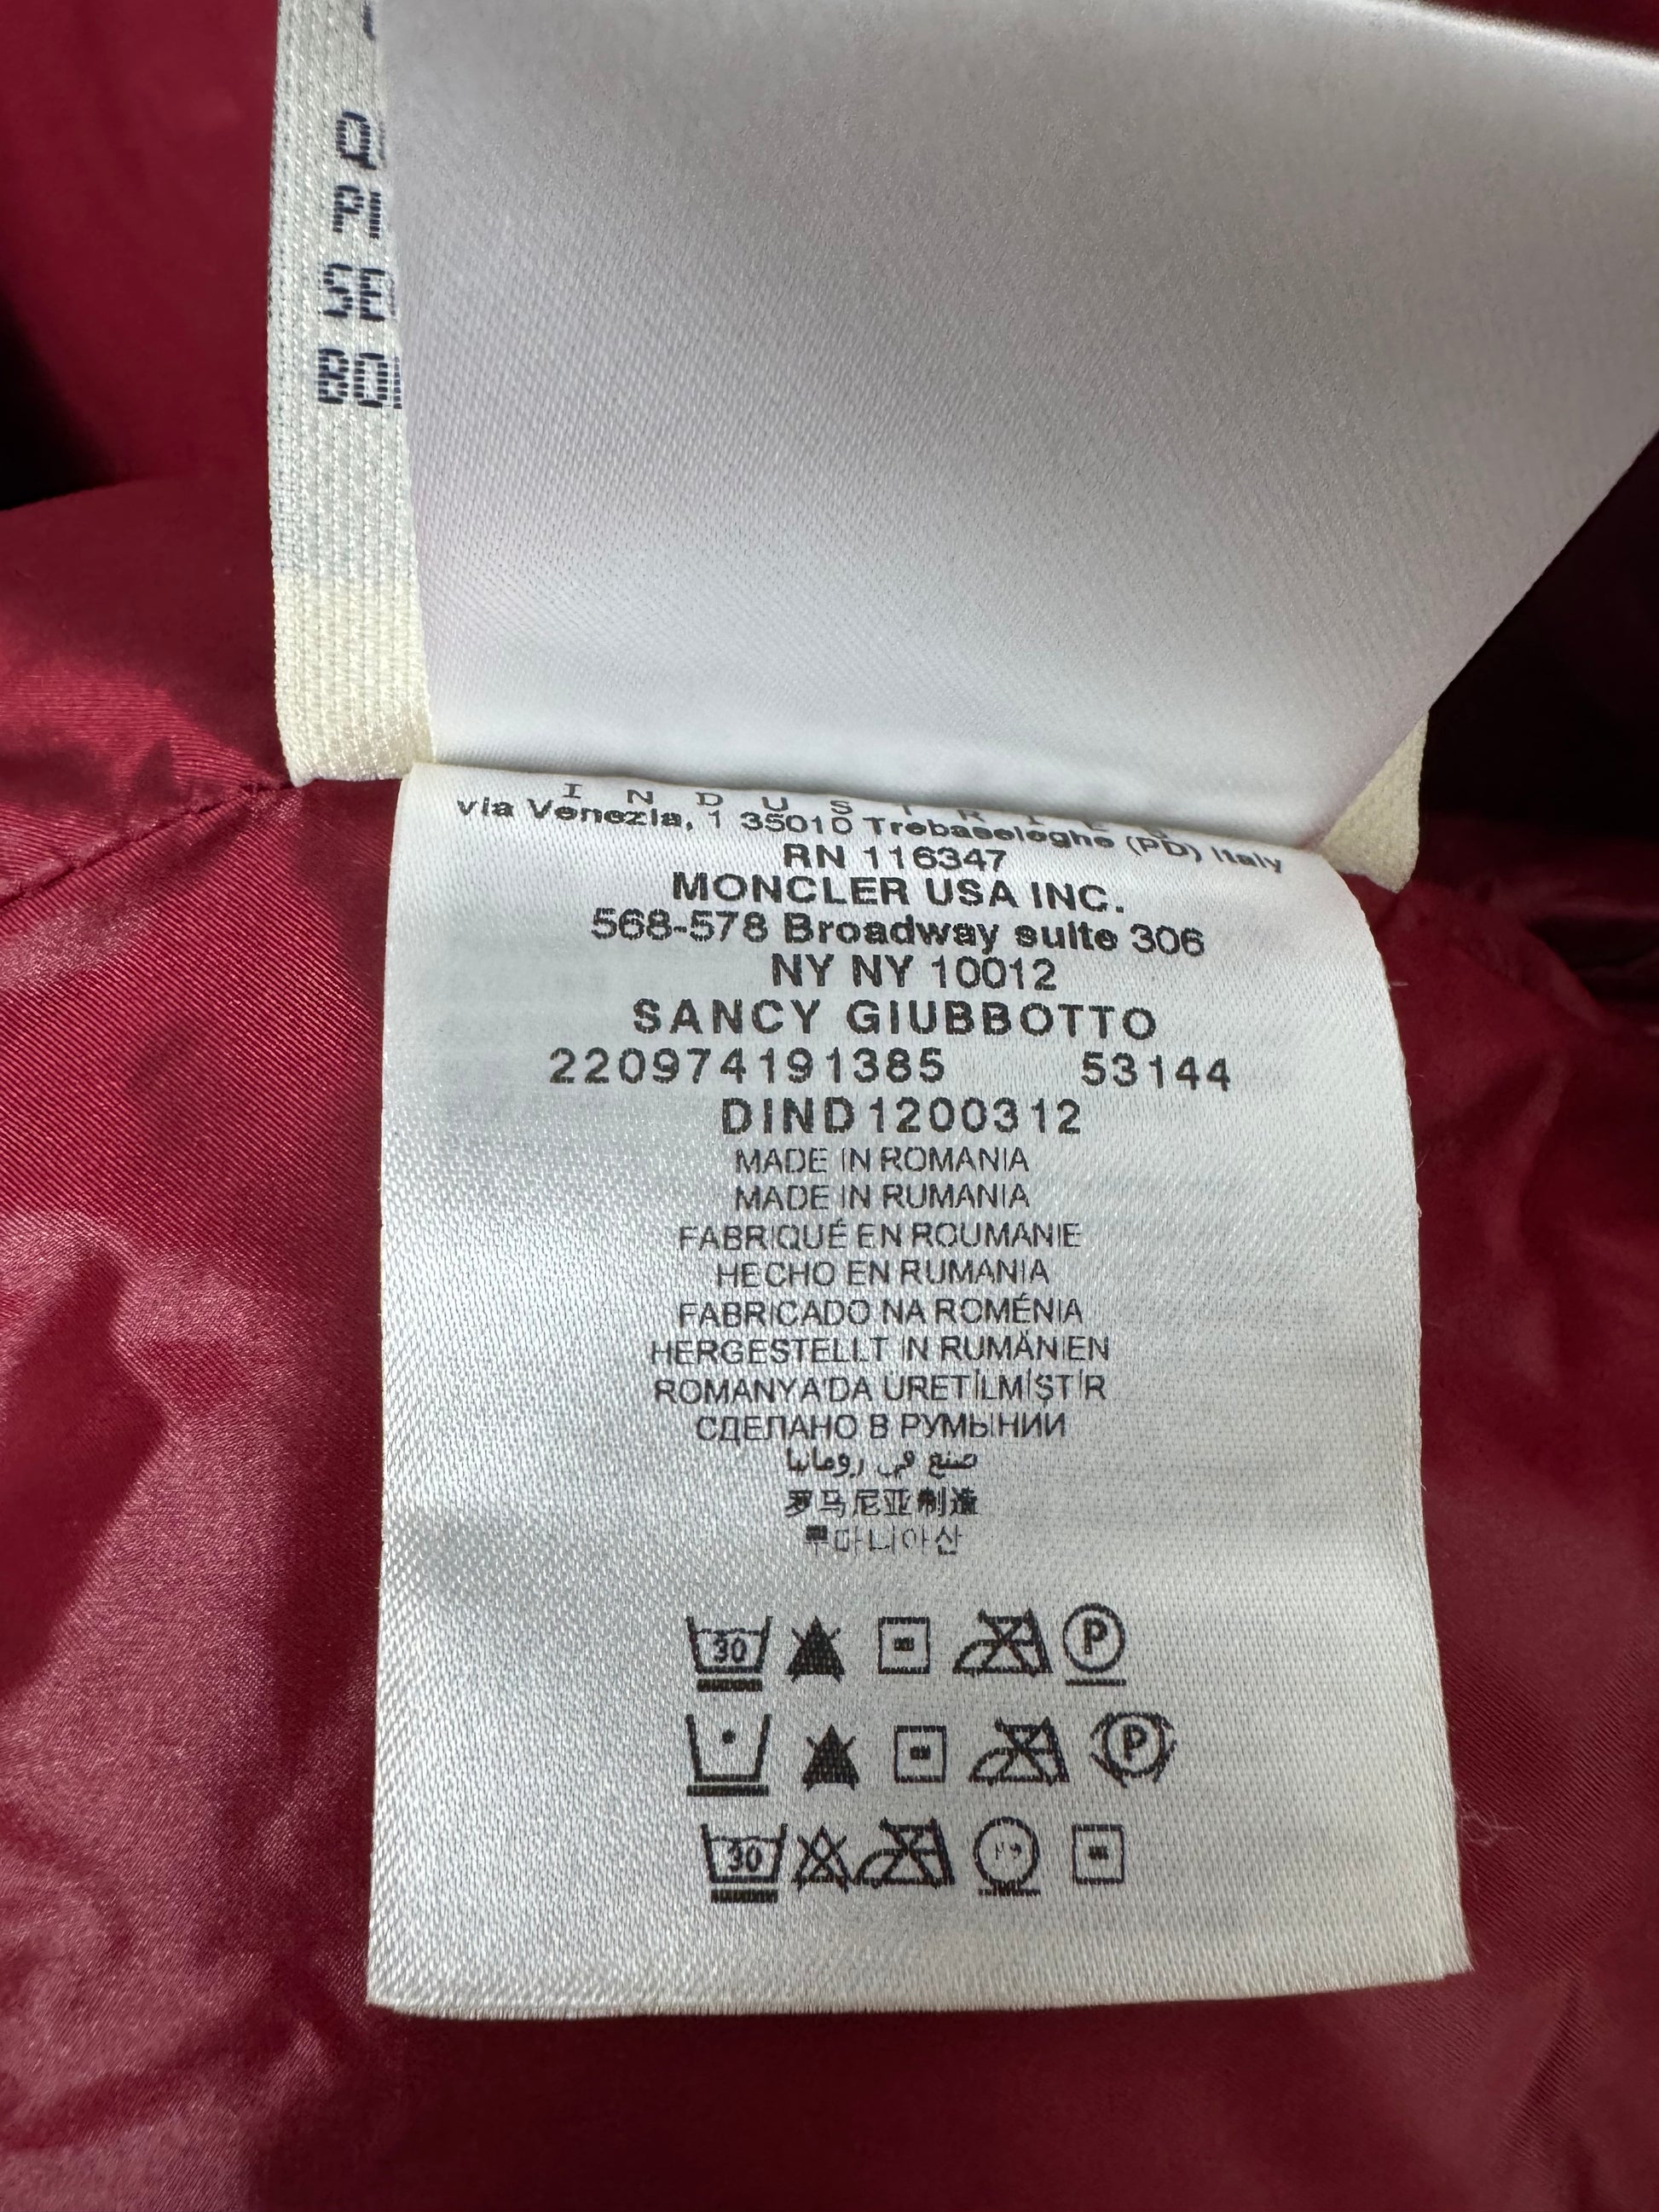 INDUSTRIES
via Venezia, 1 35010 Trebaseleghe (PD) Italy
RN 116347
MONCLER USA INC.
568-578 Broadway suite 306
NY NY 10012
SANCY GIUBBOTTO
220974191385 53144
DIND1200312
MADE IN ROMANIA
MADE IN RUMANIA
FABRIQUÉ EN ROUMANIE
HECHO EN RUMANIA
FABRICADO NA ROMÉNIA
HERGESTELLT IN RUMÄNIEN
ROMANYA'DA URETİLMİŞTİR
СДЕЛАНО В РУМЫНИИ
صنع في رومانيا
罗马尼亚制造
루마니아산
30 P
P
30